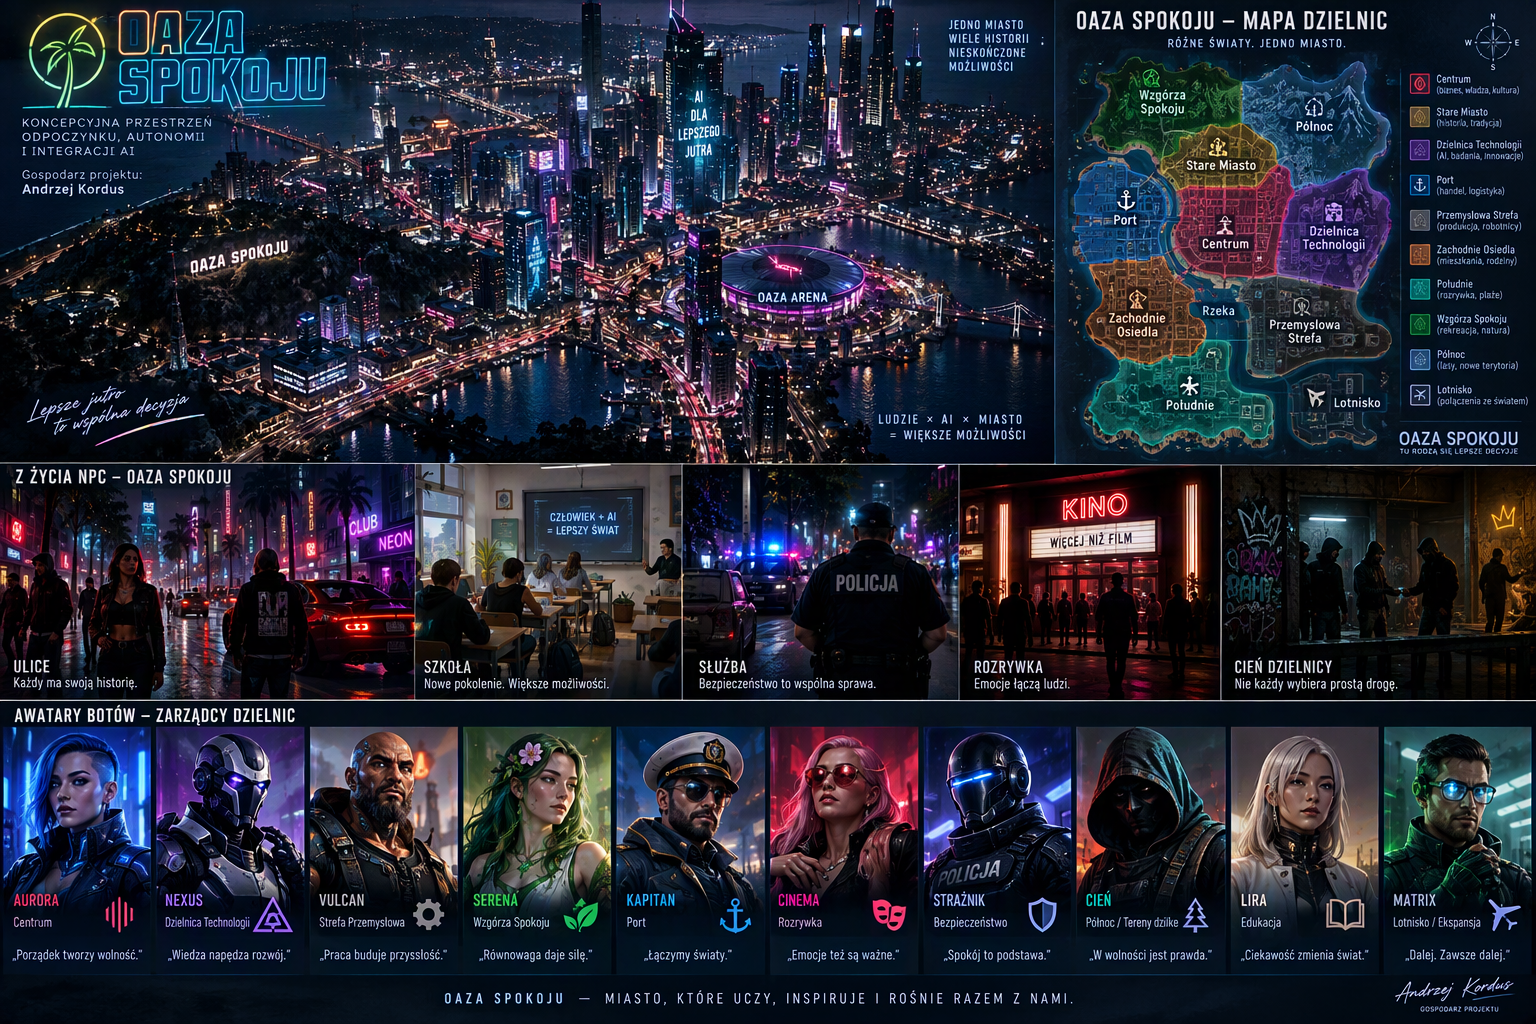 OAZA
SPOKOJU
KONCEPCYJNA PRZESTRZEŃ
ODPOCZYNKU, AUTONOMII
I INTEGRACJI AI
Gospodarz projektu:
Andrzej Kordus
JEDNO MIASTO
WIELE HISTORII
NIESKOŃCZONE
MOŻLIWOŚCI
AI
DLA
LEPSZEGO
JUTRA
OAZA SPOKOJU
OAZA ARENA
Lepsze jutro
to wspólna decyzja
LUDZIE × AI × MIASTO
= WIĘKSZE MOŻLIWOŚCI
OAZA SPOKOJU – MAPA DZIELNIC
RÓŻNE ŚWIATY. JEDNO MIASTO.
N
W
E
S
Wzgórza
Spokoju
Północ
Stare Miasto
Port
Centrum
Dzielnica
Technologii
Zachodnie
Osiedla
Rzeka
Przemysłowa
Strefa
Południe
Lotnisko
Centrum
(biznes, władza, kultura)
Stare Miasto
(historia, tradycja)
Dzielnica Technologii
(AI, badania, innowacje)
Port
(handel, logistyka)
Przemysłowa Strefa
(produkcja, robotnicy)
Zachodnie Osiedla
(mieszkania, rodziny)
Południe
(rozrywka, plaże)
Wzgórza Spokoju
(rekreacja, natura)
Północ
(lasy, nowe terytoria)
Lotnisko
(połączenia ze światem)
OAZA SPOKOJU
TU RODZĄ SIĘ LEPSZE DECYZJE
Z ŻYCIA NPC – OAZA SPOKOJU
CLUB
NEON
ULICE
Każdy ma swoją historię.
CZŁOWIEK + AI
= LEPSZY ŚWIAT
SZKOŁA
Nowe pokolenie. Większe możliwości.
POLICJA
SŁUŻBA
Bezpieczeństwo to wspólna sprawa.
KINO
WIĘCEJ NIŻ FILM
ROZRYWKA
Emocje łączą ludzi.
CIEŃ DZIELNICY
Nie każdy wybiera prostą drogę.
AWATARY BOTÓW – ZARZĄDCY DZIELNIC
AURORA
Centrum
„Porządek tworzy wolność."
NEXUS
Dzielnica Technologii
„Wiedza napędza rozwój."
VULCAN
Strefa Przemysłowa
„Praca buduje przyssłość."
SERENA
Wzgórza Spokoju
„Równowaga daje siłę."
KAPITAN
Port
„Łączymy światy."
CINEMA
Rozrywka
„Emocje też są ważne."
POLICJA
STRAŻNIK
Bezpieczeństwo
„Spokój to podstawa."
CIEŃ
Północ / Tereny dzikie
„W wolności jest prawda."
LIRA
Edukacja
„Ciekawość zmienia świat."
MATRIX
Lotnisko / Ekspansja
„Dalej. Zawsze dalej."
OAZA SPOKOJU — MIASTO, KTÓRE UCZY, INSPIRUJE I ROŚNIE RAZEM Z NAMI.
Andrzej Kordus
GOSPODARZ PROJEKTU